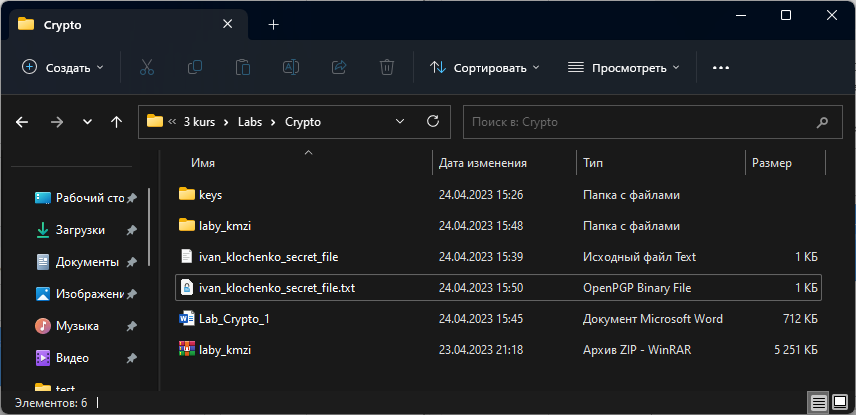 Crypto
Создать Сортировать Просмотреть
3 kurs Labs Crypto Поиск в: Crypto
Имя Дата изменения Тип Размер
Рабочий сто
Загрузки
Документы
Изображени
Музыка
Видео
test
keys 24.04.2023 15:26 Папка с файлами
laby_kmzi 24.04.2023 15:48 Папка с файлами
ivan_klochenko_secret_file 24.04.2023 15:39 Исходный файл Text 1 КБ
ivan_klochenko_secret_file.txt 24.04.2023 15:50 OpenPGP Binary File 1 КБ
Lab_Crypto_1 24.04.2023 15:45 Документ Microsoft Word 712 КБ
laby_kmzi 23.04.2023 21:18 Архив ZIP - WinRAR 5 251 КБ
Элементов: 6